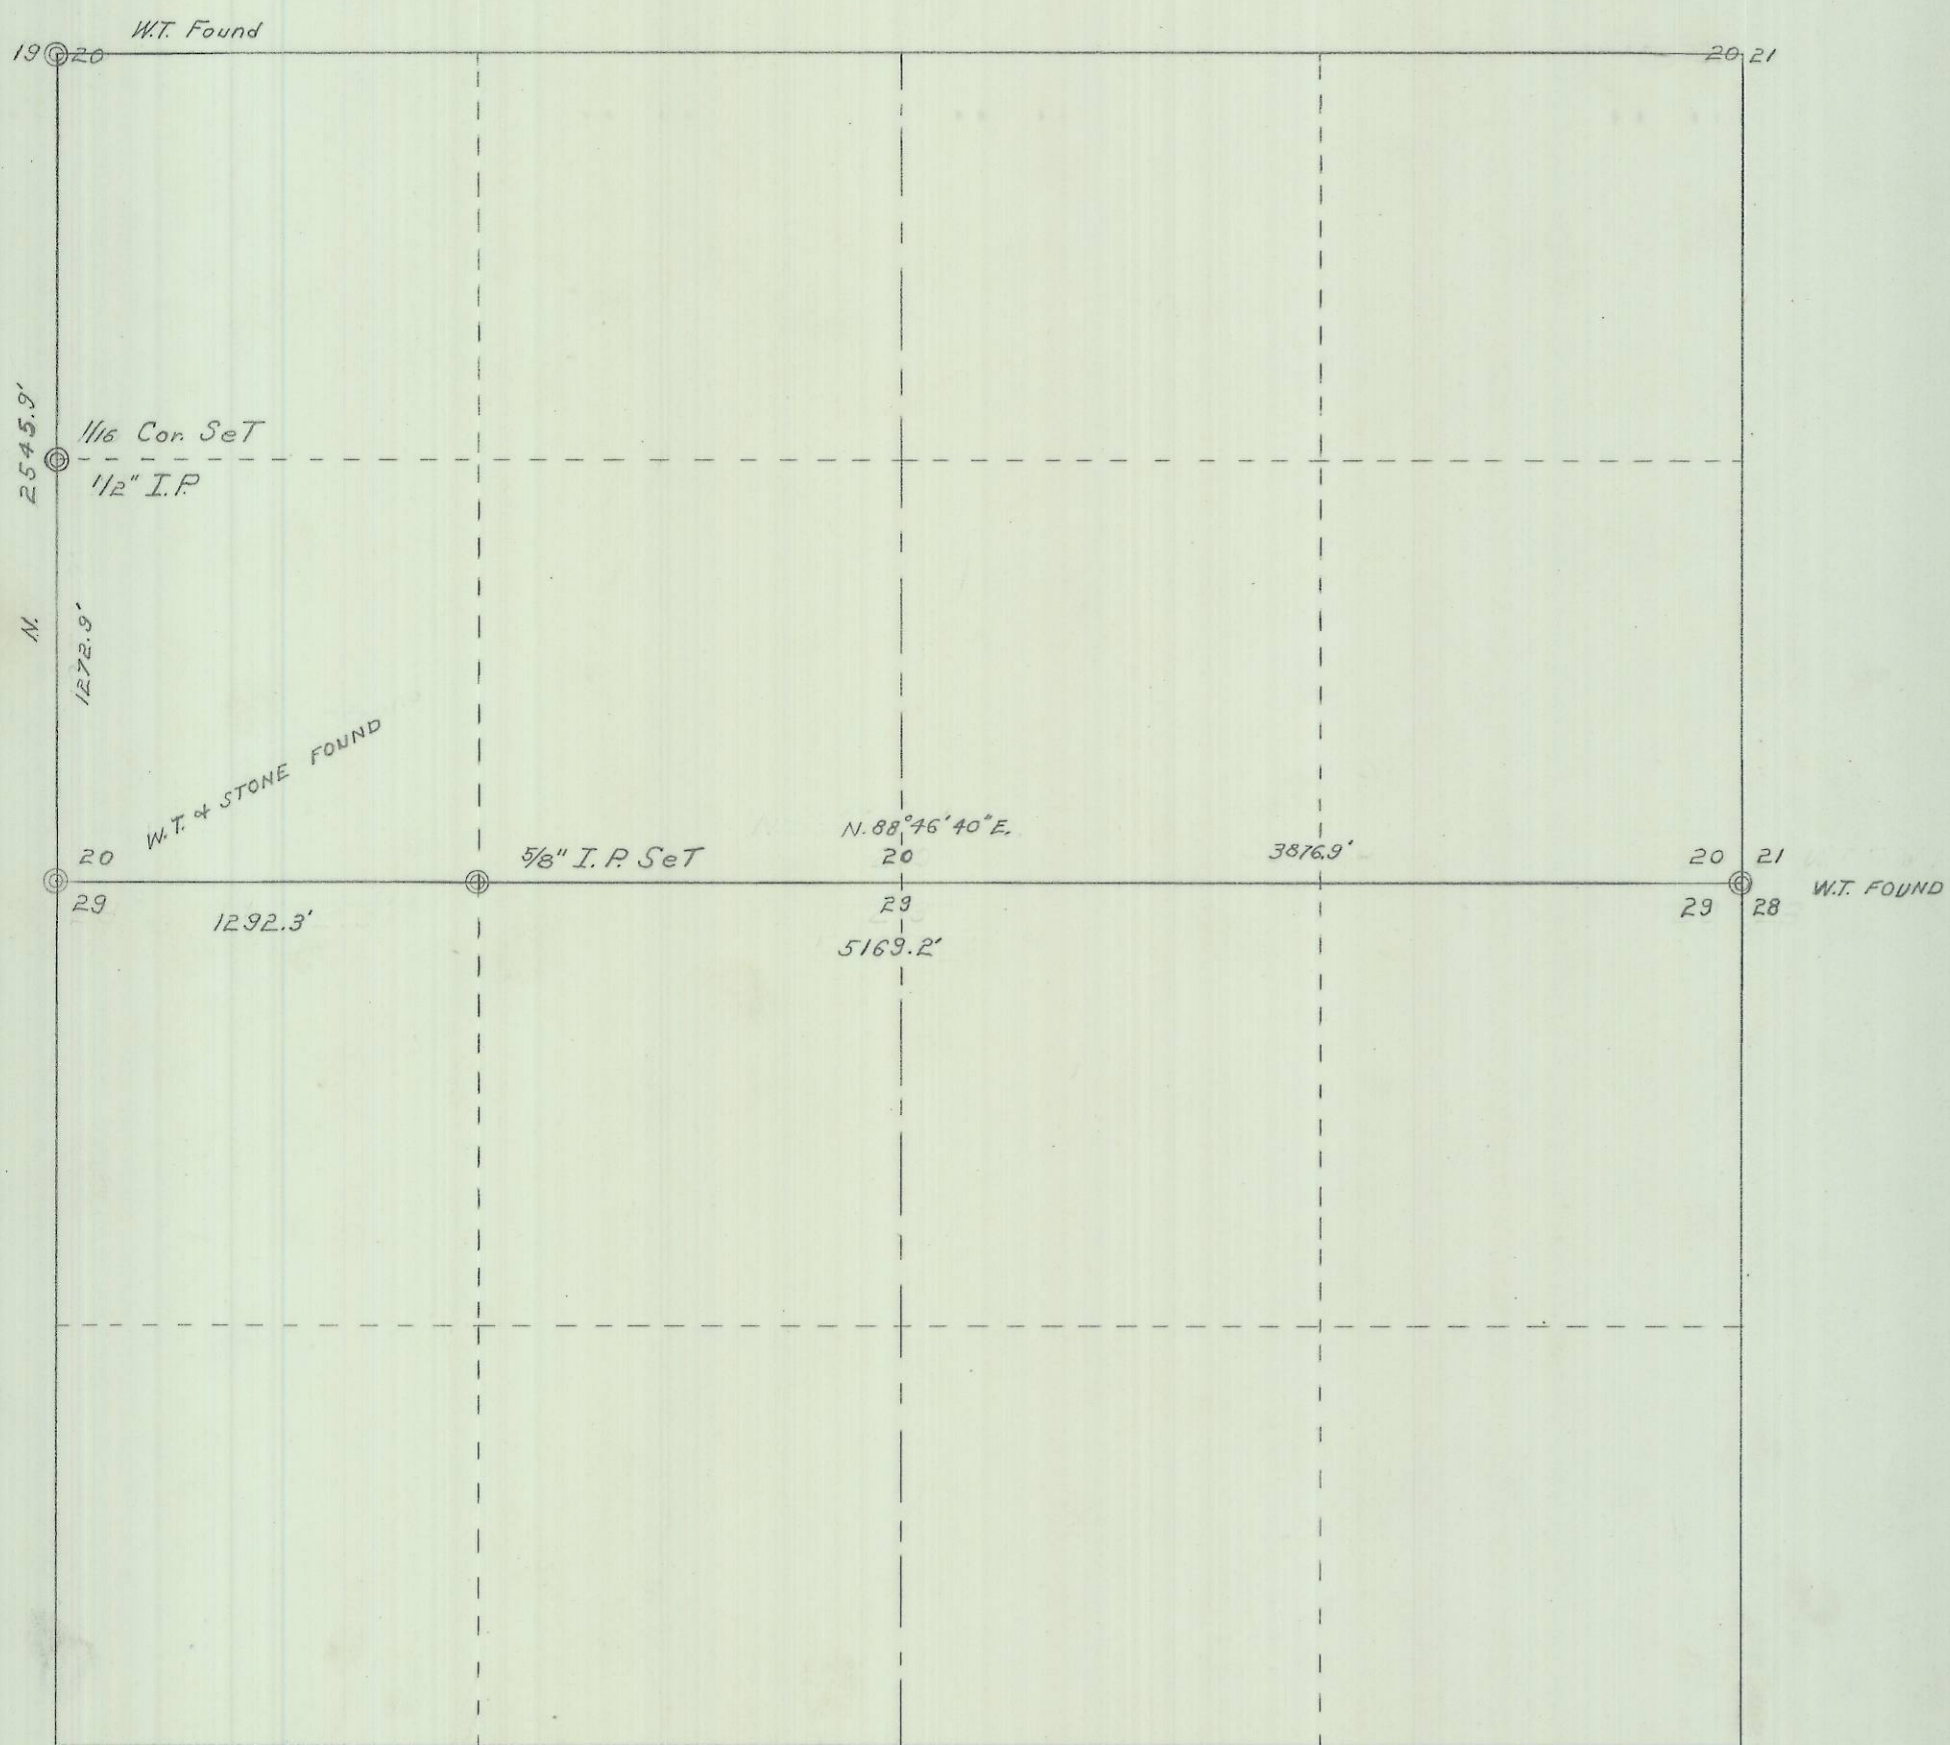 W.T. Found
19 20
20 21
2545.9'
1/16 Cor. SeT
1/2" I.P.
N.
1272.9'
W.T. & STONE FOUND
N. 88°46'40" E.
20
5/8" I.P. SeT
20
3876.9'
20 21
29
1292.3'
29
5169.2'
29 28
W.T. FOUND